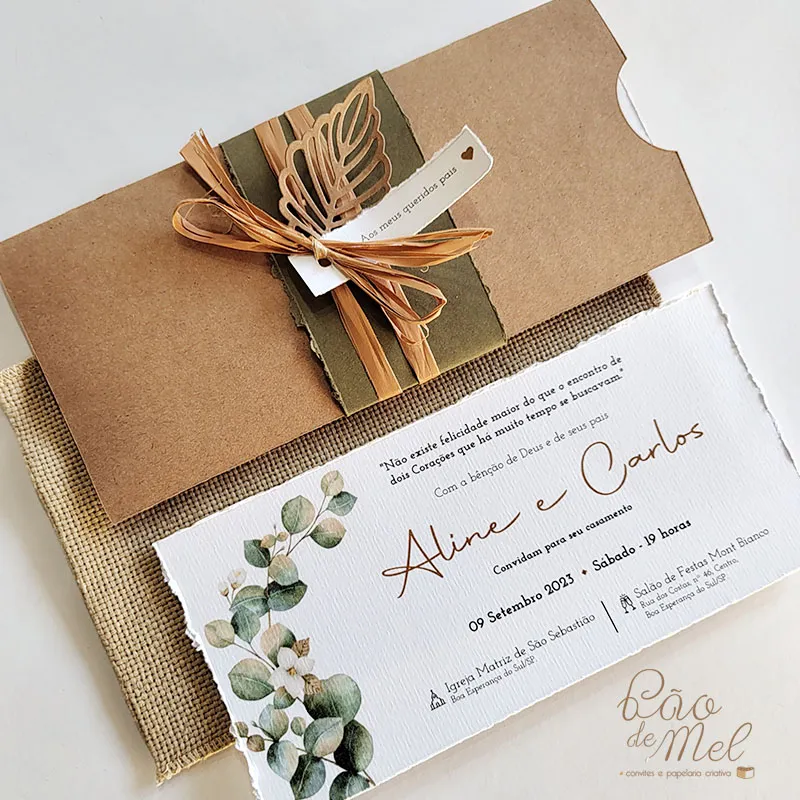 Aos meus queridos pais
"Não existe felicidade maior do que o encontro de
dois Corações que há muito tempo se buscavam"
Com a bênção de Deus e de seus pais
Aline e Carlos
Convidam para seu casamento
09 Setembro 2023 ✦ Sábado - 19 horas
Igreja Matriz de São Sebastião
Boa Esperança do Sul/SP
Salão de Festas Mont Bianco
Rua dos Costas, nº 46, Centro,
Boa Esperança do Sul/SP
Pão
de Mel
convites e papelaria criativa